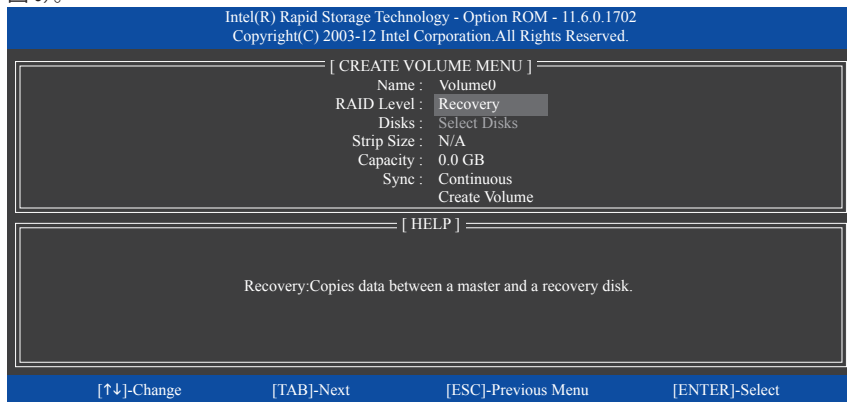 Intel(R) Rapid Storage Technology - Option ROM - 11.6.0.1702
Copyright(C) 2003-12 Intel Corporation.All Rights Reserved.
[ CREATE VOLUME MENU ]
Name : Volume0
RAID Level : Recovery
Disks : Select Disks
Strip Size : N/A
Capacity : 0.0 GB
Sync : Continuous
Create Volume
[ HELP ]
Recovery:Copies data between a master and a recovery disk.
[↑↓]-Change [TAB]-Next [ESC]-Previous Menu [ENTER]-Select